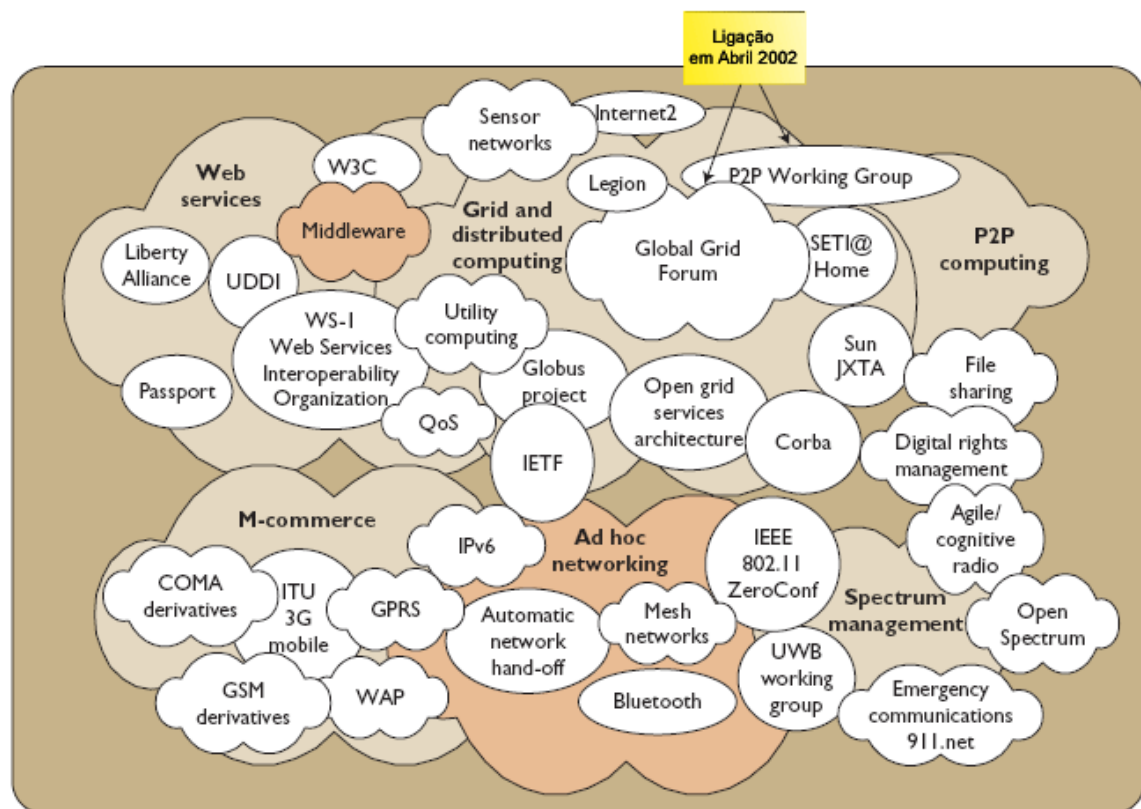 Ligação
em Abril 2002
Sensor
networks
Internet2
W3C
Legion
P2P Working Group
Web
services
Middleware
Grid and
distributed
computing
Global Grid
Forum
SETI@
Home
P2P
computing
Liberty
Alliance
UDDI
WS-I
Web Services
Interoperability
Organization
Utility
computing
Sun
JXTA
File
sharing
Passport
Globus
project
Open grid
services
architecture
QoS
Corba
Digital rights
management
IETF
M-commerce
IPv6
Ad hoc
networking
IEEE
802.11
ZeroConf
Agile/
cognitive
radio
COMA
derivatives
ITU
3G
mobile
GPRS
Automatic
network
hand-off
Mesh
networks
Spectrum
management
Open
Spectrum
GSM
derivatives
WAP
Bluetooth
UWB
working
group
Emergency
communications
911.net